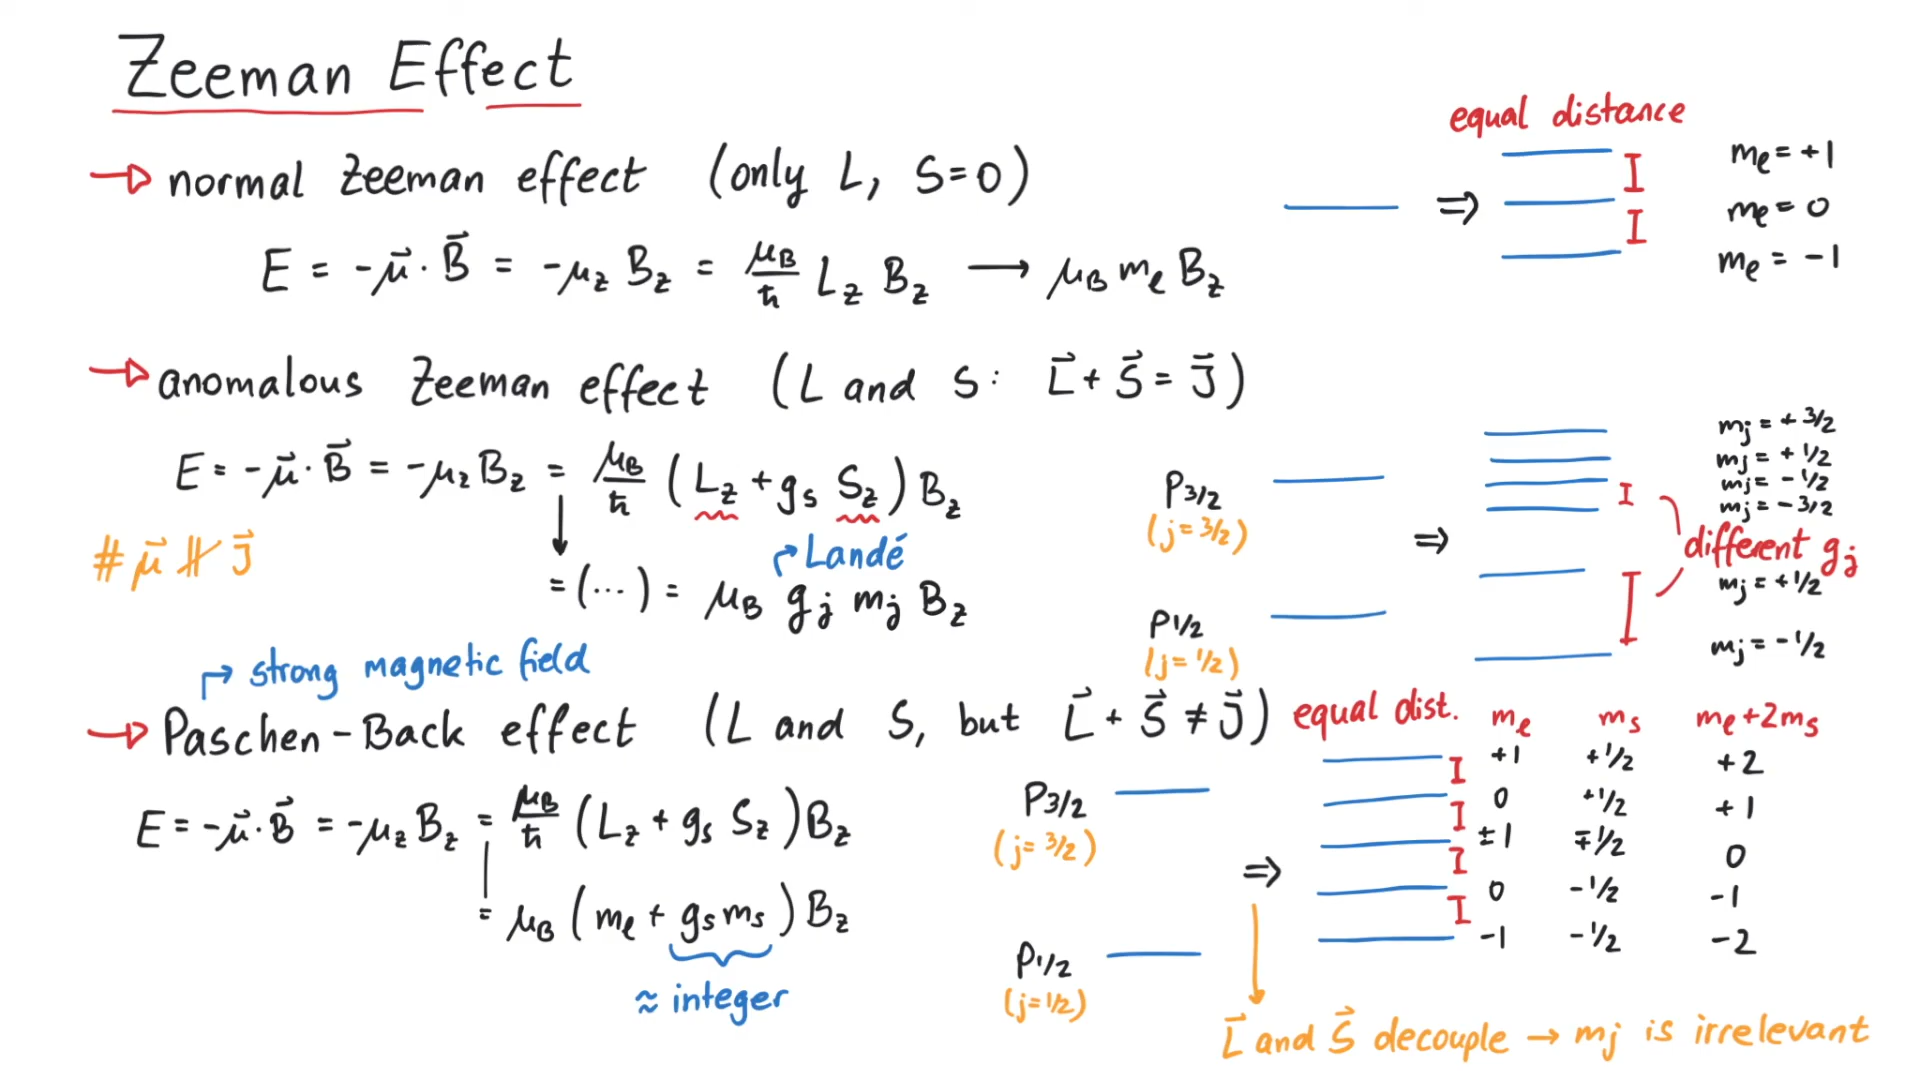 Zeeman Effect
→ normal Zeeman effect (only L, S=0)
E = -μ⃗ · B⃗ = -μz Bz = μB/ħ Lz Bz → μB mℓ Bz
equal distance
⇒
mℓ = +1
mℓ = 0
mℓ = -1
→ anomalous Zeeman effect (L and S: L⃗ + S⃗ = J⃗)
E = -μ⃗ · B⃗ = -μz Bz = μB/ħ (Lz + gs Sz) Bz
# μ⃗ ∦ J⃗
Landé
= (...) = μB gj mj Bz
P3/2
(j = 3/2)
P1/2
(j = 1/2)
⇒
mj = +3/2
mj = +1/2
mj = -1/2
mj = -3/2
different gj
mj = +1/2
mj = -1/2
strong magnetic field
→ Paschen-Back effect (L and S, but L⃗ + S⃗ ≠ J⃗)
E = -μ⃗ · B⃗ = -μz Bz = μB/ħ (Lz + gs Sz) Bz
= μB (mℓ + gs ms) Bz
≈ integer
P3/2
(j = 3/2)
P1/2
(j = 1/2)
⇒
equal dist. mℓ ms mℓ+2ms
+1 +1/2 +2
0 +1/2 +1
±1 ∓1/2 0
0 -1/2 -1
-1 -1/2 -2
L⃗ and S⃗ decouple → mj is irrelevant